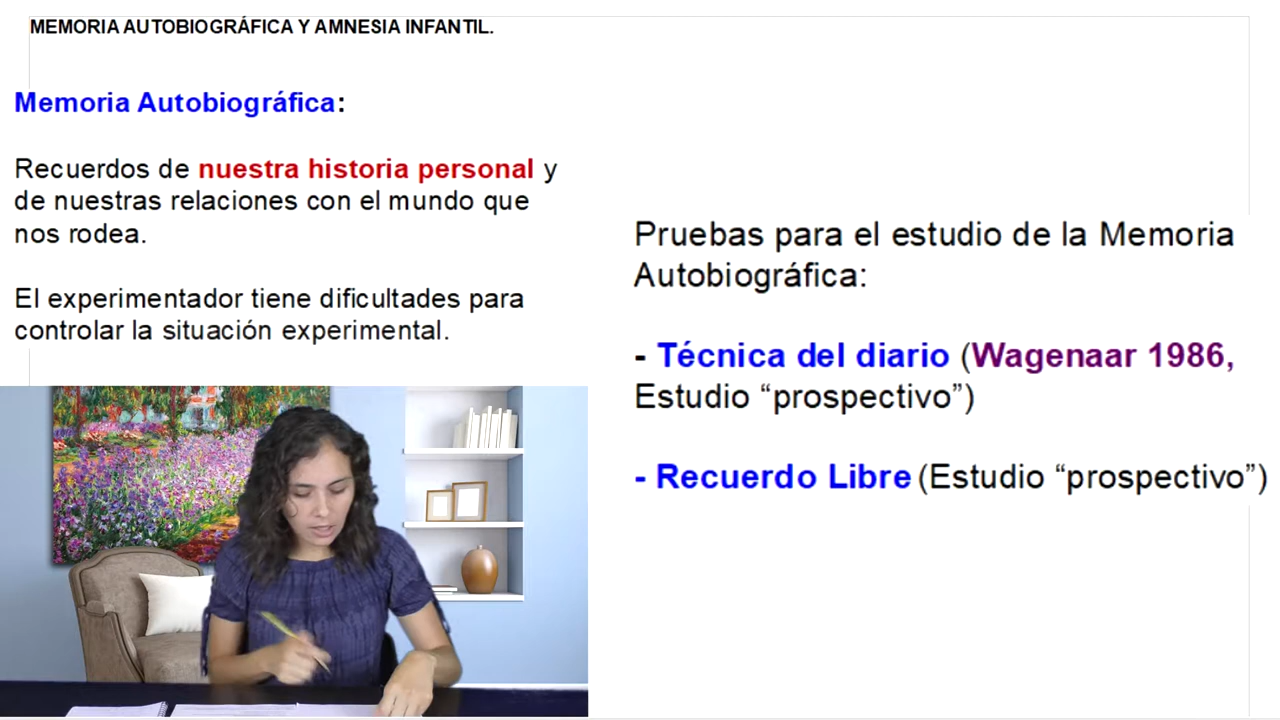 MEMORIA AUTOBIOGRÁFICA Y AMNESIA INFANTIL.
Memoria Autobiográfica:
Recuerdos de nuestra historia personal y
de nuestras relaciones con el mundo que
nos rodea.
El experimentador tiene dificultades para
controlar la situación experimental.
Pruebas para el estudio de la Memoria
Autobiográfica:
- Técnica del diario (Wagenaar 1986,
Estudio “prospectivo”)
- Recuerdo Libre (Estudio “prospectivo”)